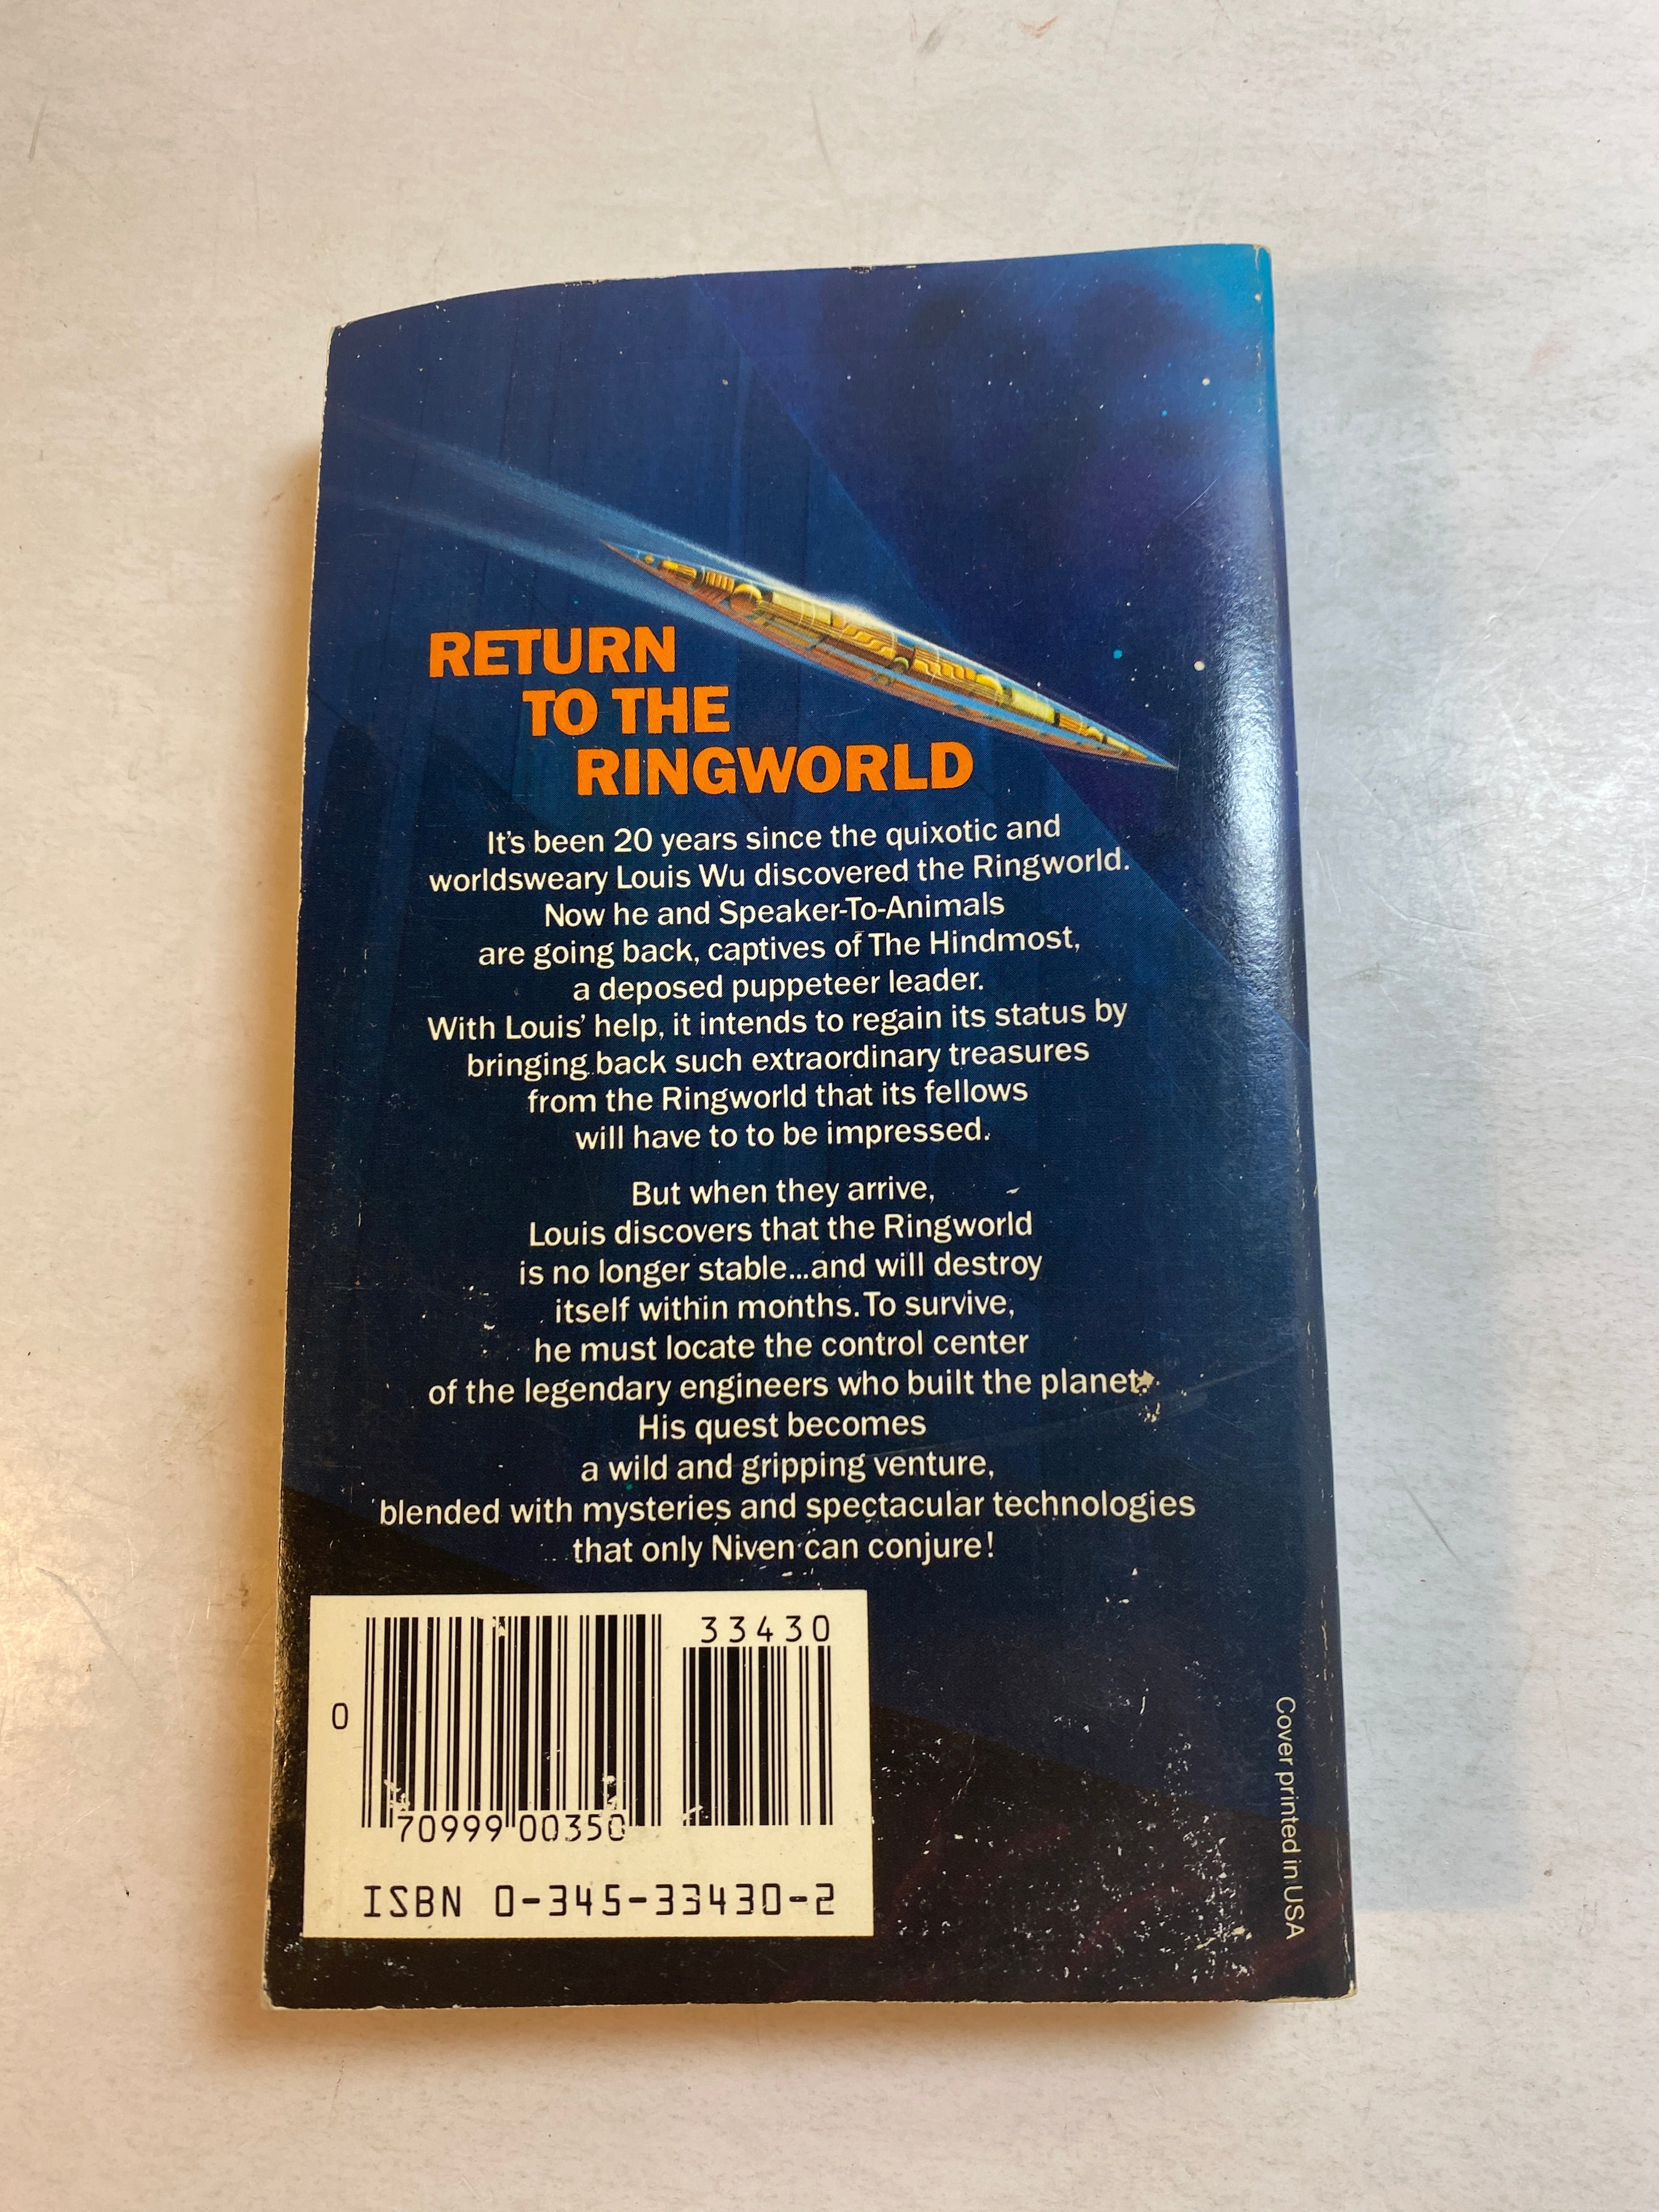 RETURN
TO THE
RINGWORLD
It's been 20 years since the quixotic and
worldsweary Louis Wu discovered the Ringworld.
Now he and Speaker-To-Animals
are going back, captives of The Hindmost,
a deposed puppeteer leader.
With Louis' help, it intends to regain its status by
bringing back such extraordinary treasures
from the Ringworld that its fellows
will have to to be impressed.
But when they arrive,
Louis discovers that the Ringworld
is no longer stable...and will destroy
itself within months. To survive,
he must locate the control center
of the legendary engineers who built the planet.
His quest becomes
a wild and gripping venture,
blended with mysteries and spectacular technologies
that only Niven can conjure!
33430
0
70999 00350
ISBN 0-345-33430-2
Cover printed in USA